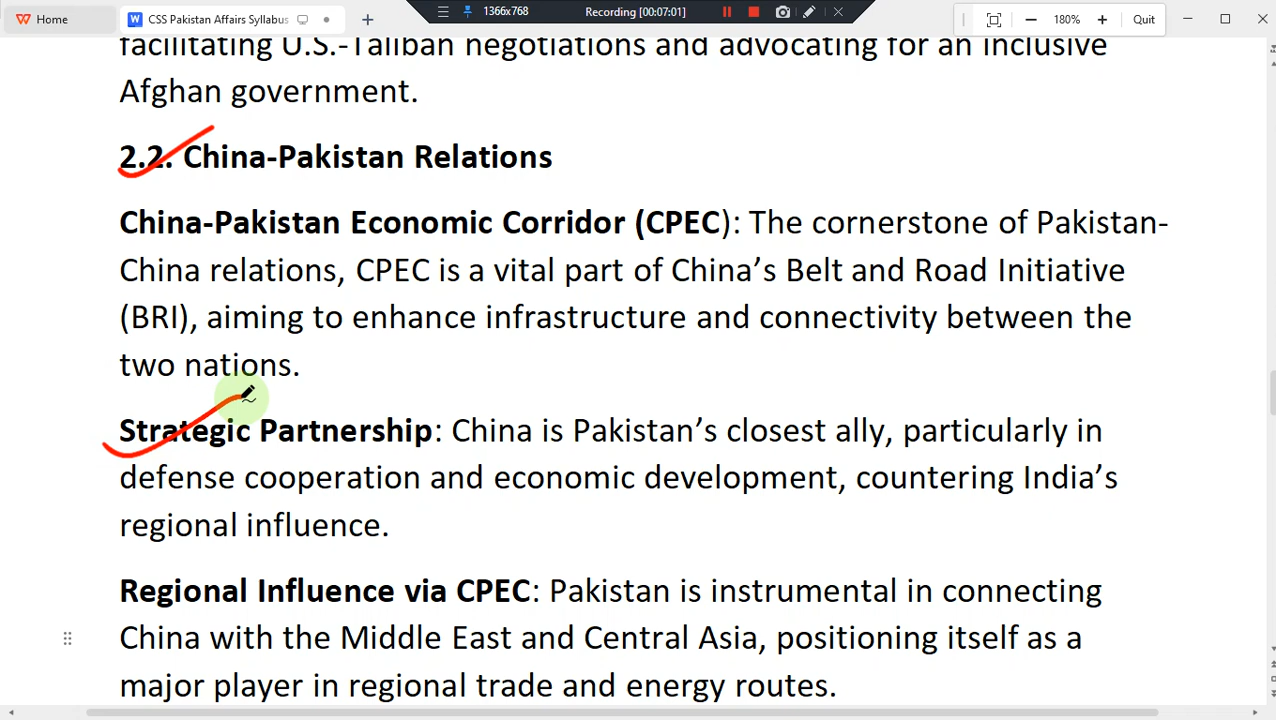 Home
CSS Pakistan Affairs Syllabus
1366x768
Recording [00:07:01]
180%
Quit
facilitating U.S.-Taliban negotiations and advocating for an inclusive
Afghan government.
2.2. China-Pakistan Relations
China-Pakistan Economic Corridor (CPEC): The cornerstone of Pakistan-
China relations, CPEC is a vital part of China’s Belt and Road Initiative
(BRI), aiming to enhance infrastructure and connectivity between the
two nations.
Strategic Partnership: China is Pakistan’s closest ally, particularly in
defense cooperation and economic development, countering India’s
regional influence.
Regional Influence via CPEC: Pakistan is instrumental in connecting
China with the Middle East and Central Asia, positioning itself as a
major player in regional trade and energy routes.